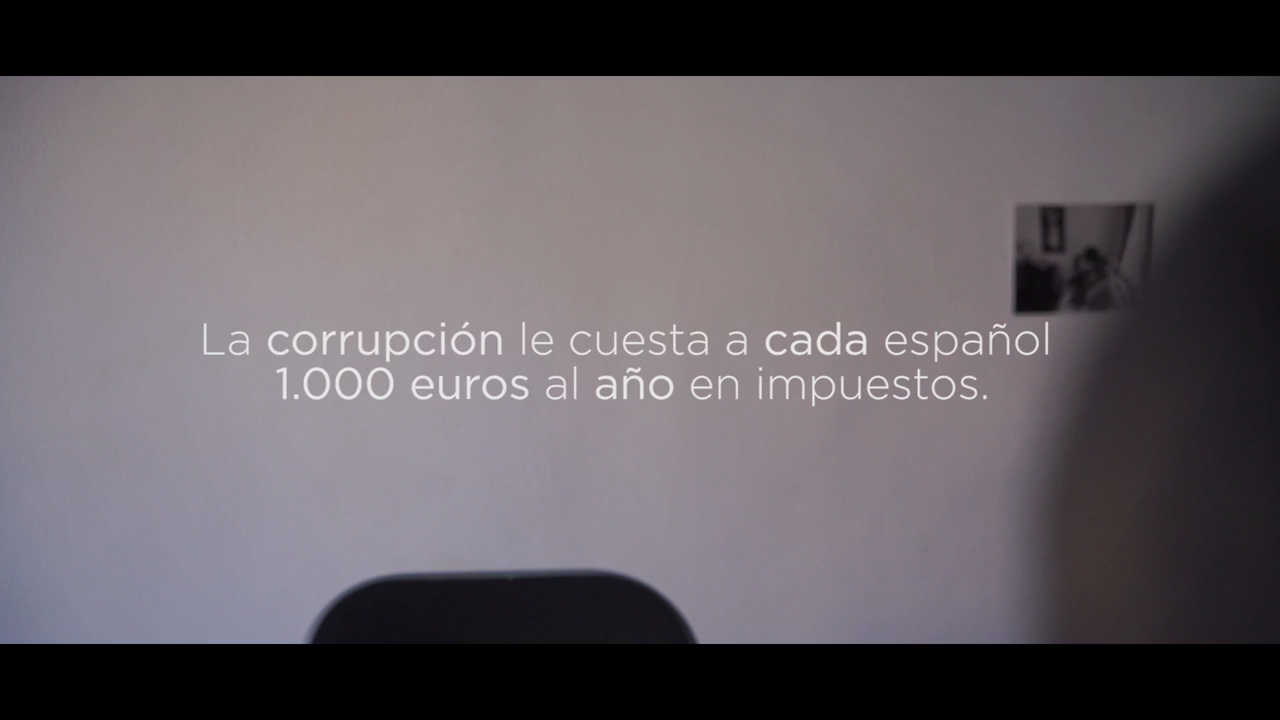 La corrupción le cuesta a cada español
1.000 euros al año en impuestos.